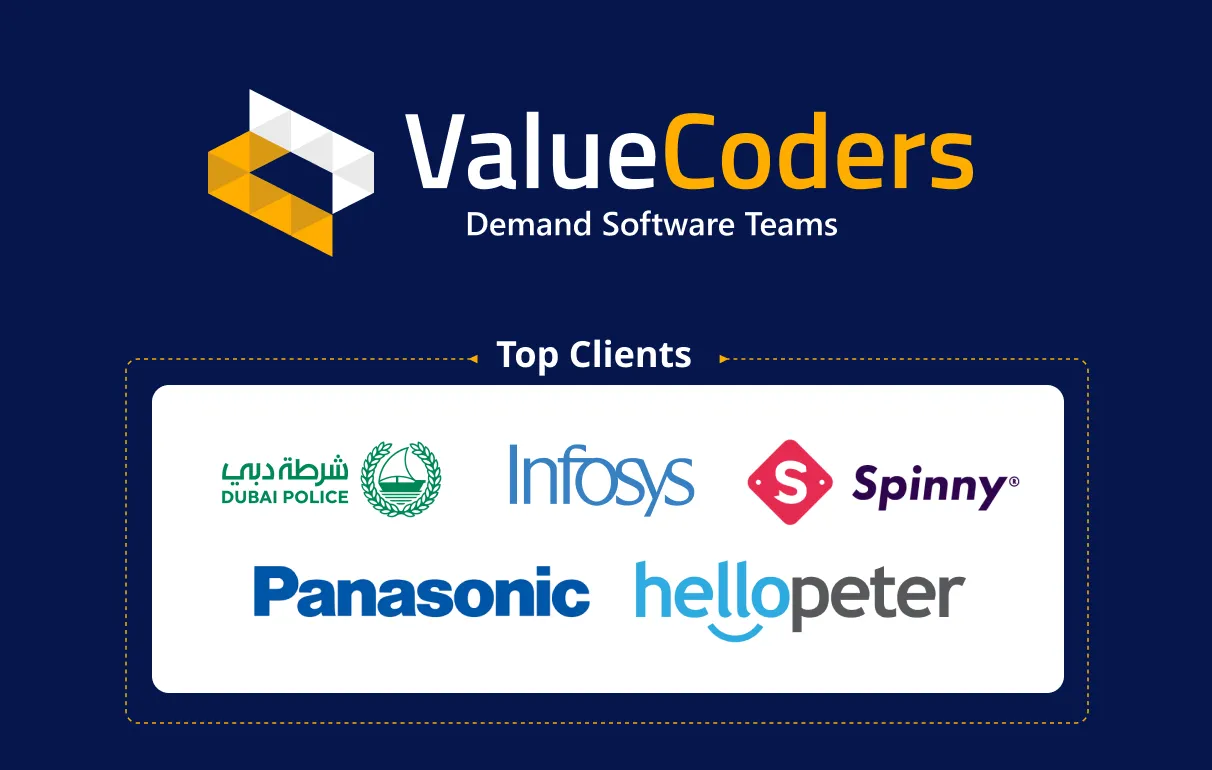 ValueCoders
Demand Software Teams
Top Clients
شرطة دبي
DUBAI POLICE
Infosys
S Spinny®
Panasonic
hellopeter